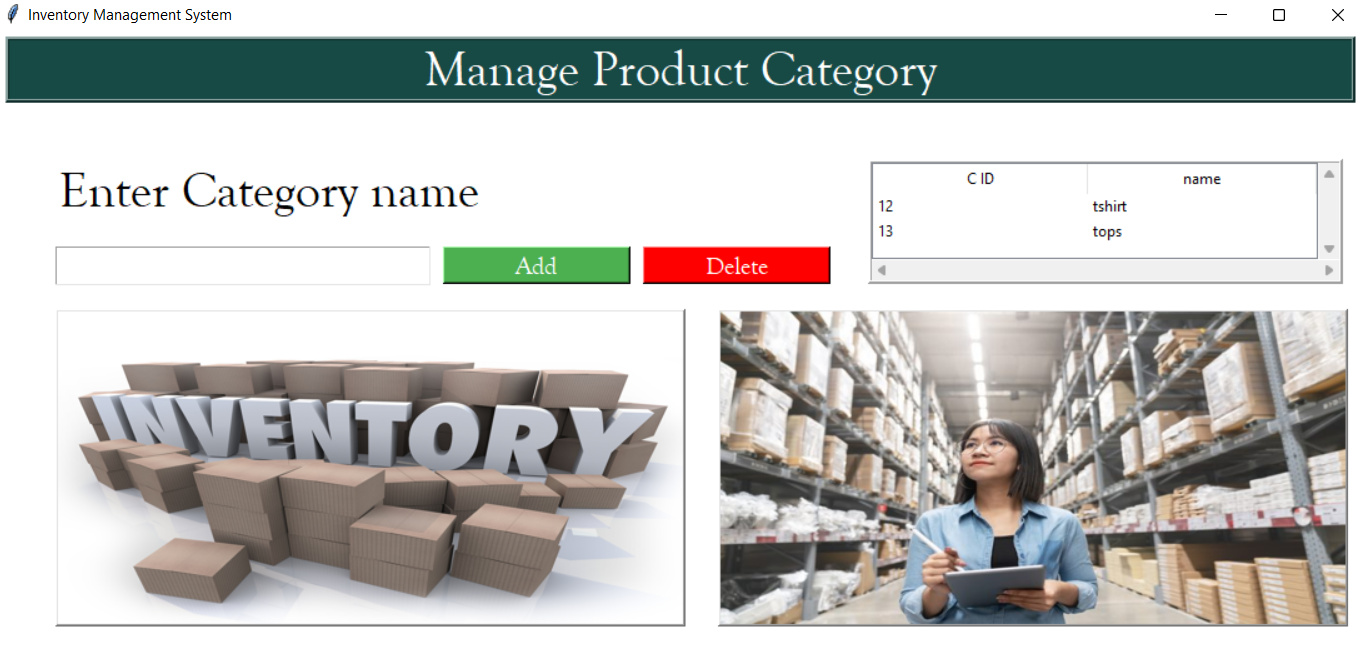 Inventory Management System
Manage Product Category
Enter Category name
Add
Delete
C ID name
12 tshirt
13 tops
INVENTORY